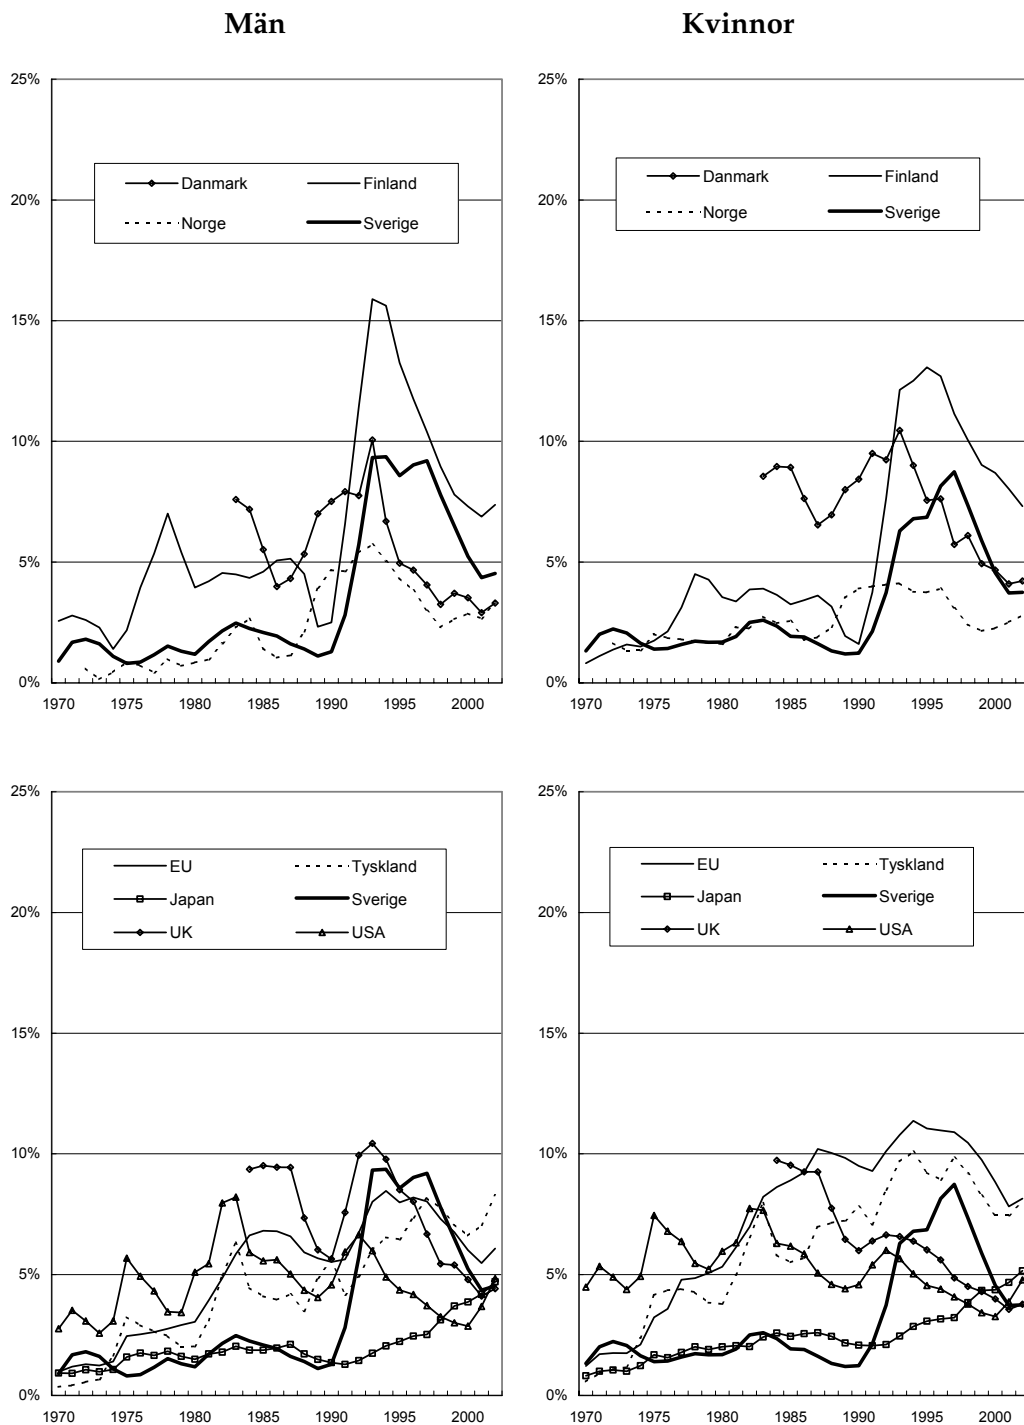 Män Kvinnor
25% 25%
Danmark Finland Danmark Finland
20% 20%
Norge Sverige Norge Sverige
15% 15%
10% 10%
5% 5%
0% 0%
1970 1975 1980 1985 1990 1995 2000 1970 1975 1980 1985 1990 1995 2000
25% 25%
EU Tyskland EU Tyskland
Japan Sverige Japan Sverige
20% 20%
UK USA UK USA
15% 15%
10% 10%
5% 5%
0% 0%
1970 1975 1980 1985 1990 1995 2000 1970 1975 1980 1985 1990 1995 2000